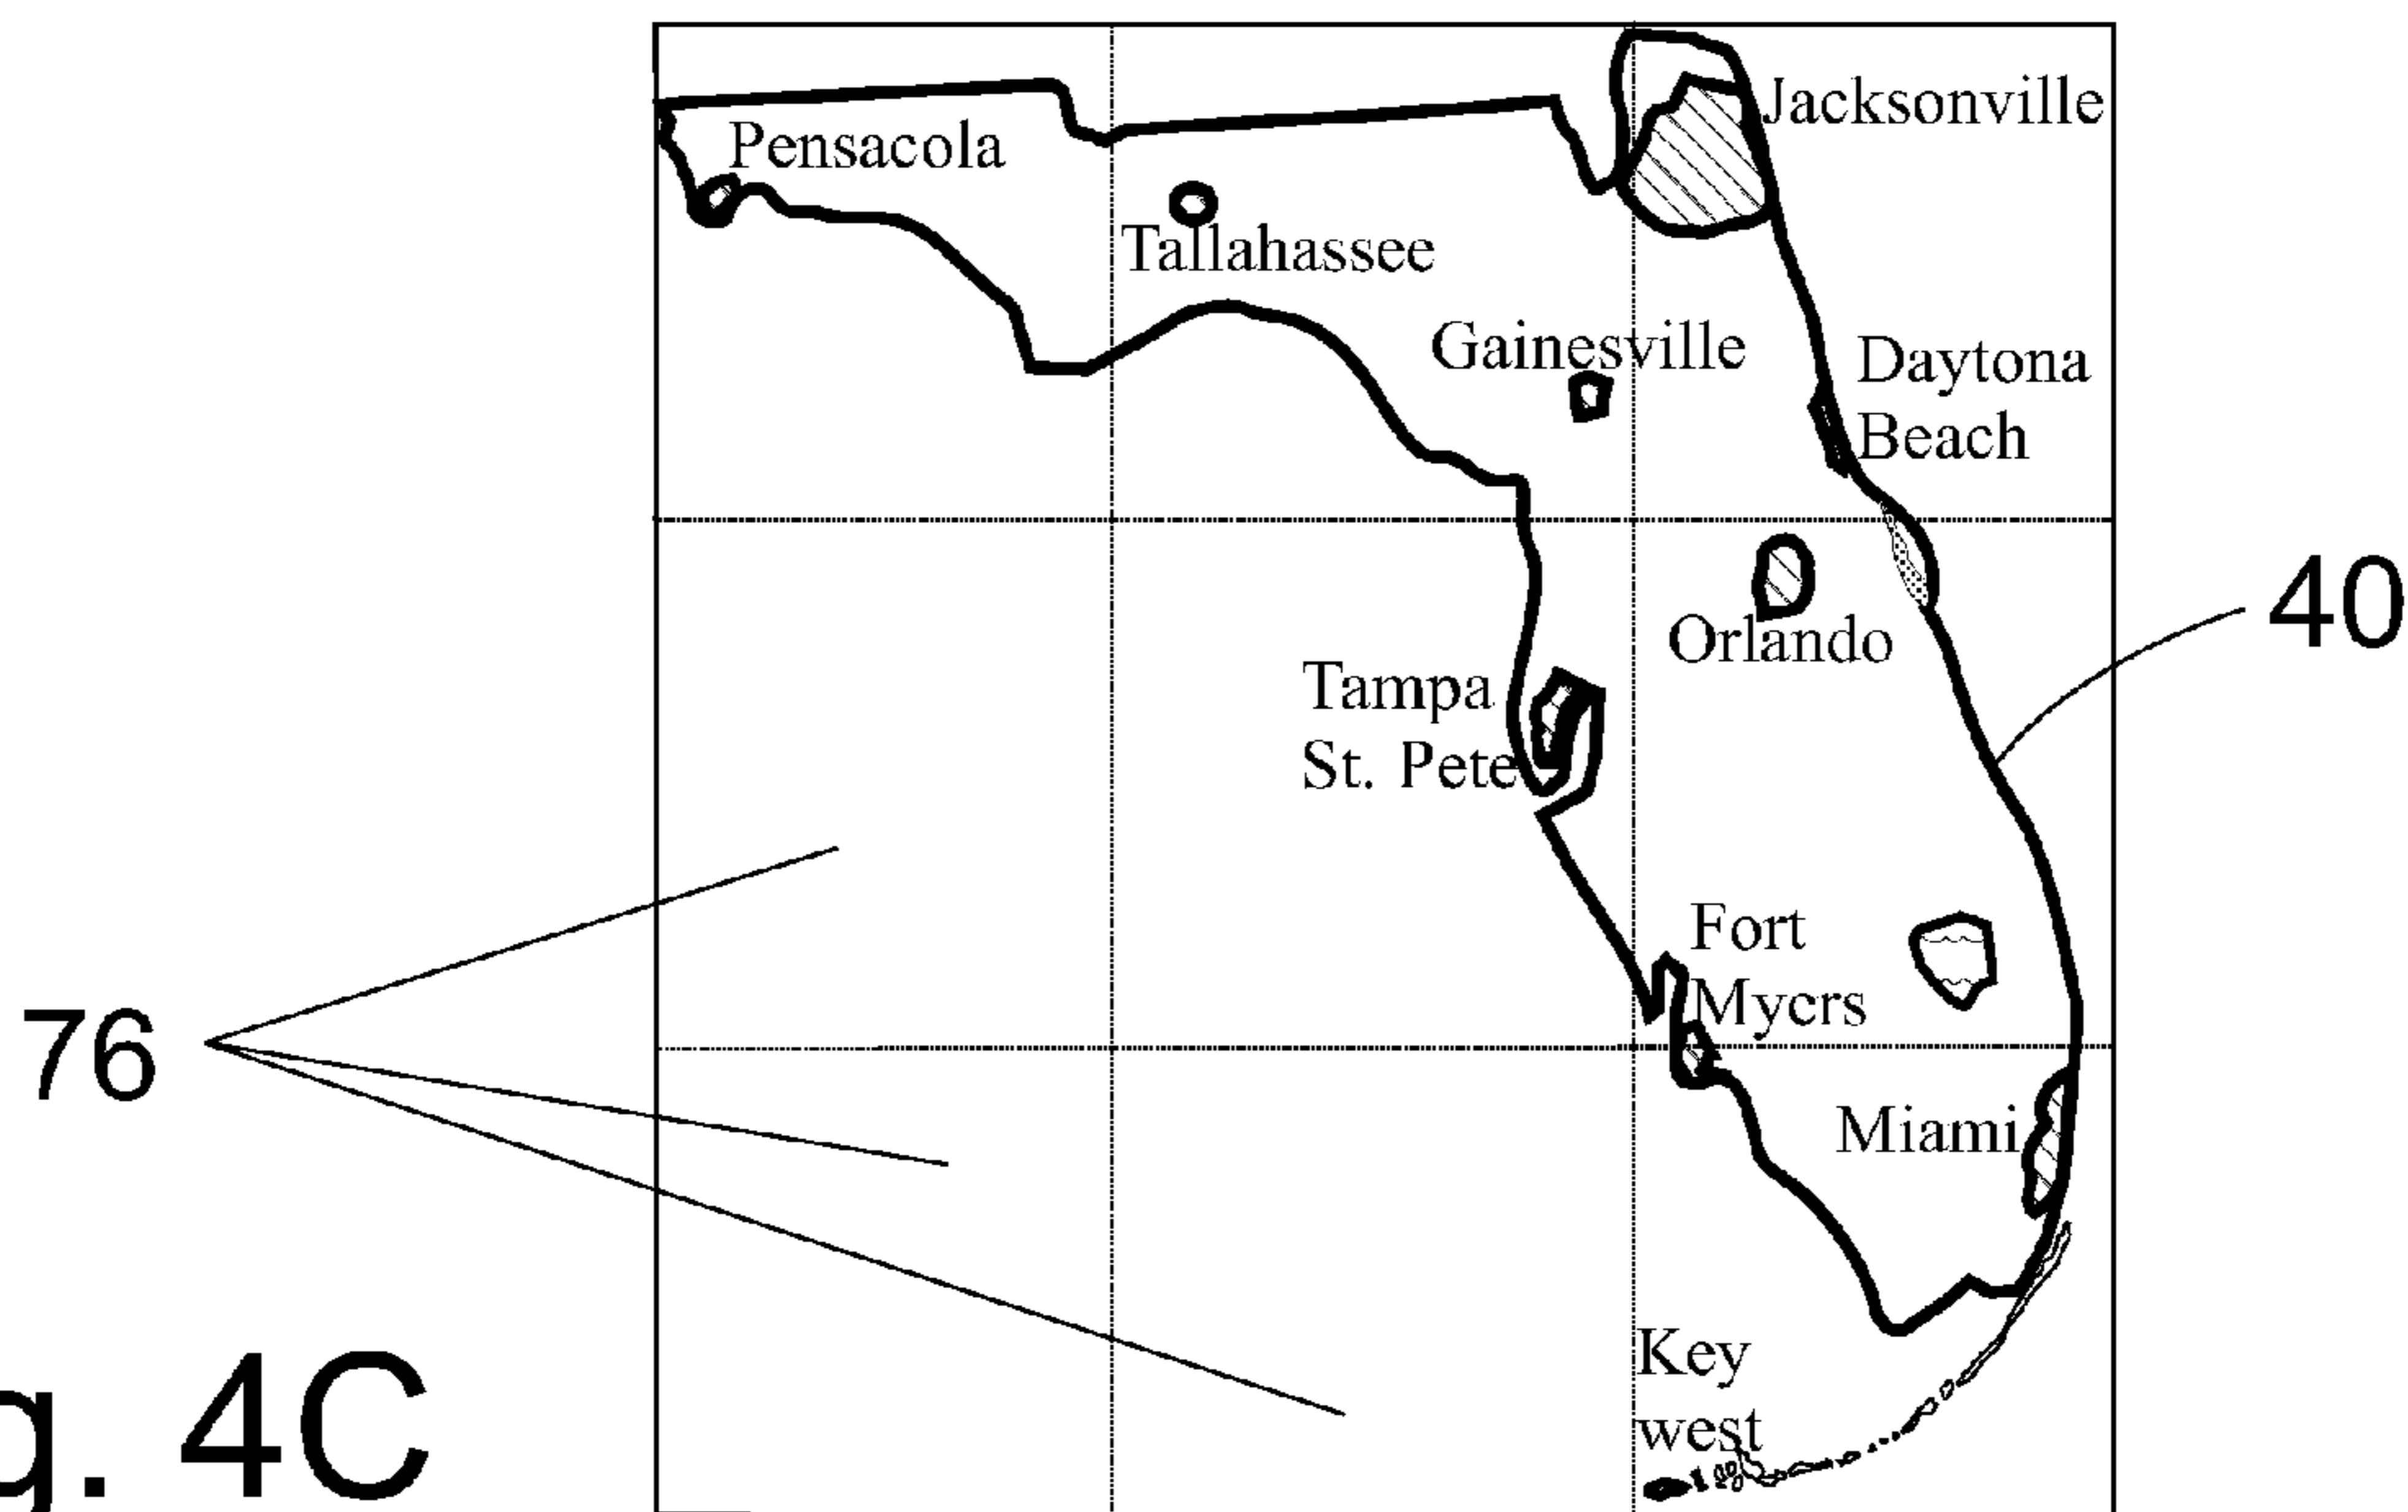 Jacksonville
Pensacola
Tallahassee
Gainesville
Daytona
Beach
40
Orlando
Tampa
St. Pete
Fort
Mycrs
76
Miami
Key
west
g. 4C